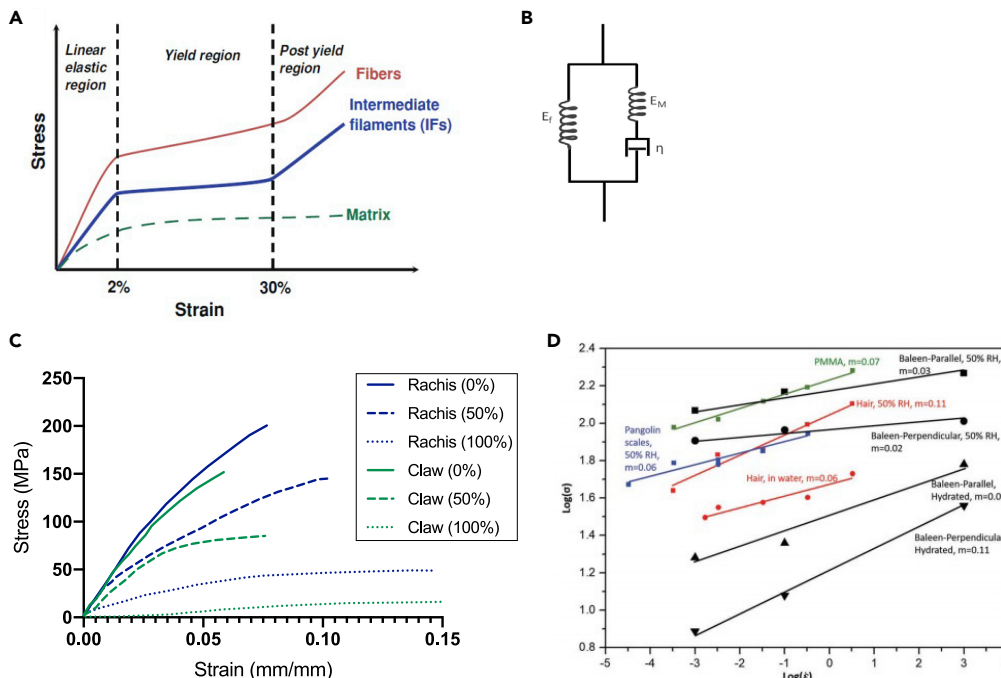 A
Linear
elastic
region
Yield region
Post yield
region
Fibers
Intermediate
filaments (IFs)
Matrix
Stress
2%
30%
Strain
B
E_f
E_M
η
C
Stress (MPa)
250
200
150
100
50
0
0.00
0.05
0.10
0.15
Strain (mm/mm)
Rachis (0%)
Rachis (50%)
Rachis (100%)
Claw (0%)
Claw (50%)
Claw (100%)
D
Log(σ)
2.4
2.2
2.0
1.8
1.6
1.4
1.2
1.0
0.8
PMMA, m=0.07
Baleen-Parallel, 50% RH,
m=0.03
Hair, 50% RH, m=0.11
Pangolin
scales,
50% RH,
m=0.06
Baleen-Perpendicular, 50% RH,
m=0.02
Hair, in water, m=0.06
Baleen-Parallel,
Hydrated, m=0.0
Baleen-Perpendicula
Hydrated, m=0.11
-5
-4
-3
-2
-1
0
1
2
3
4
Log(ε̇)